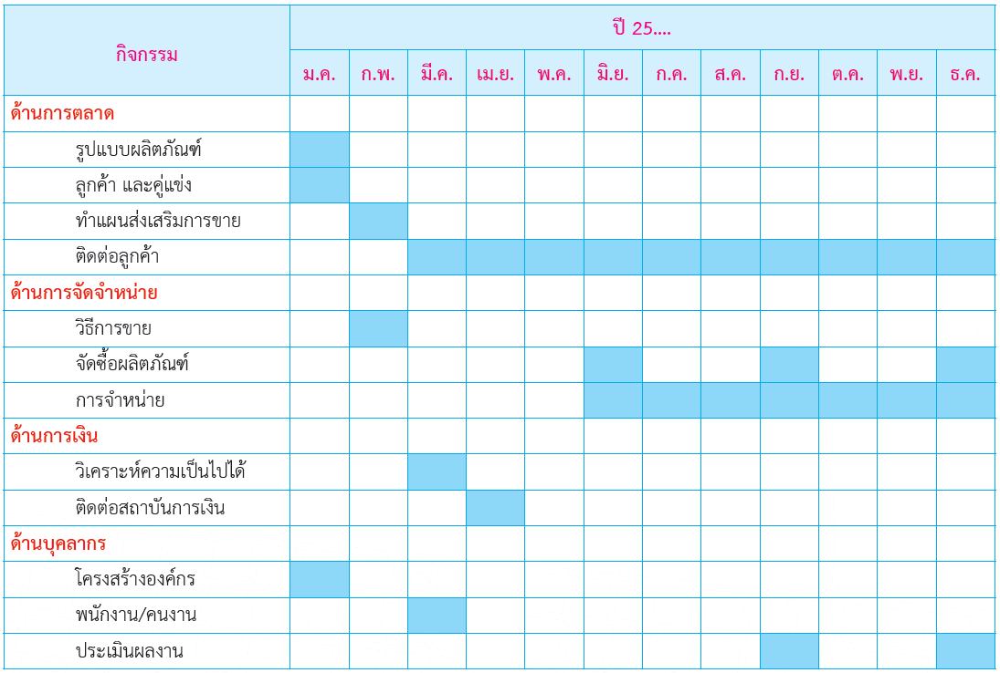 กิจกรรม
ปี 25....
ม.ค. ก.พ. มี.ค. เม.ย. พ.ค. มิ.ย. ก.ค. ส.ค. ก.ย. ต.ค. พ.ย. ธ.ค.
ด้านการตลาด
รูปแบบผลิตภัณฑ์
ลูกค้า และคู่แข่ง
ทำแผนส่งเสริมการขาย
ติดต่อลูกค้า
ด้านการจัดจำหน่าย
วิธีการขาย
จัดซื้อผลิตภัณฑ์
การจำหน่าย
ด้านการเงิน
วิเคราะห์ความเป็นไปได้
ติดต่อสถาบันการเงิน
ด้านบุคลากร
โครงสร้างองค์กร
พนักงาน/คนงาน
ประเมินผลงาน